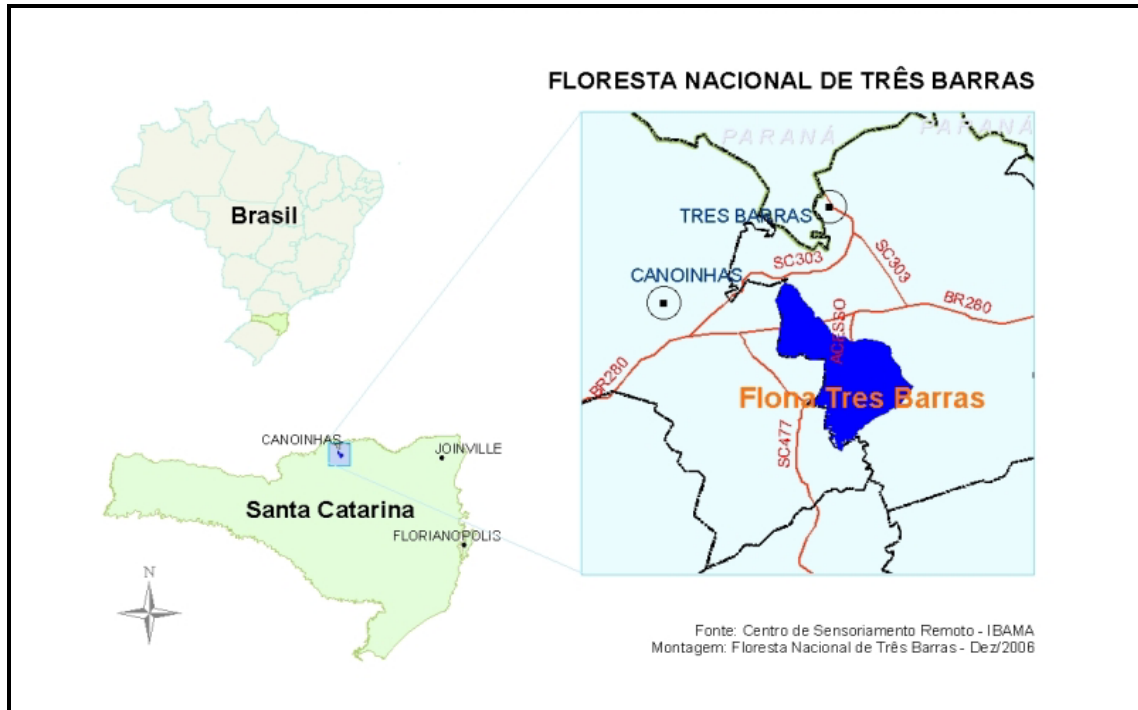 FLORESTA NACIONAL DE TRÊS BARRAS
PARANÁ
PARANÁ
Brasil
TRES BARRAS
SC303
SC303
CANOINHAS
BR280
ACESSO
BR280
Flona Tres Barras
SC477
CANOINHAS
JOINVILLE
Santa Catarina
FLORIANOPOLIS
N
Fonte: Centro de Sensoriamento Remoto - IBAMA
Montagem: Floresta Nacional de Três Barras - Dez/2006